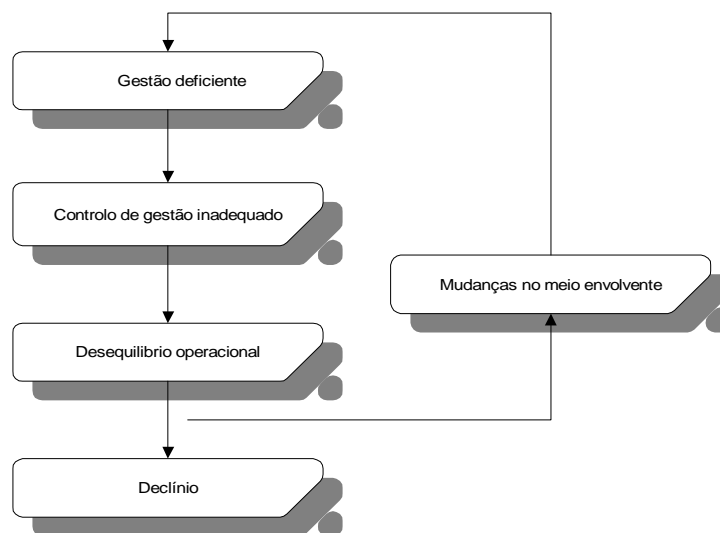 Gestão deficiente
Controlo de gestão inadequado
Mudanças no meio envolvente
Desequilibrio operacional
Declínio